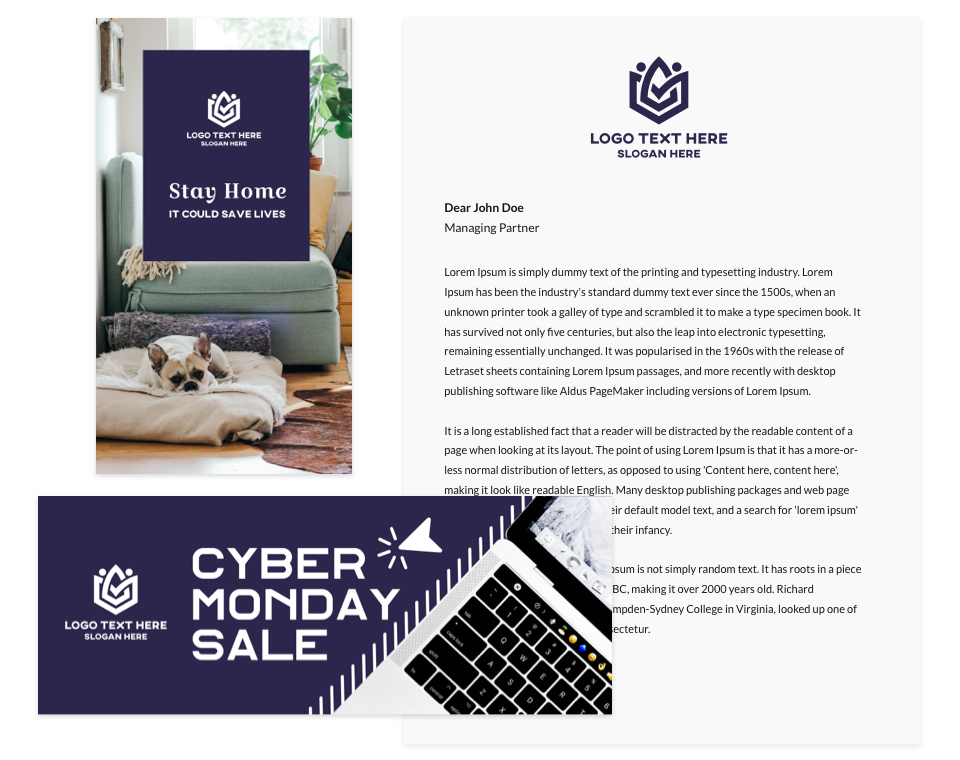 LOGO TEXT HERE
SLOGAN HERE
Stay Home
IT COULD SAVE LIVES
LOGO TEXT HERE
SLOGAN HERE
Dear John Doe
Managing Partner
Lorem Ipsum is simply dummy text of the printing and typesetting industry. Lorem
Ipsum has been the industry's standard dummy text ever since the 1500s, when an
unknown printer took a galley of type and scrambled it to make a type specimen book. It
has survived not only five centuries, but also the leap into electronic typesetting,
remaining essentially unchanged. It was popularised in the 1960s with the release of
Letraset sheets containing Lorem Ipsum passages, and more recently with desktop
publishing software like Aldus PageMaker including versions of Lorem Ipsum.
It is a long established fact that a reader will be distracted by the readable content of a
page when looking at its layout. The point of using Lorem Ipsum is that it has a more-or-
less normal distribution of letters, as opposed to using 'Content here, content here',
making it look like readable English. Many desktop publishing packages and web page
default model text, and a search for 'lorem ipsum'
their infancy.
is not simply random text. It has roots in a piece
BC, making it over 2000 years old. Richard
College in Virginia, looked up one of
LOGO TEXT HERE
SLOGAN HERE
CYBER
MONDAY
SALE